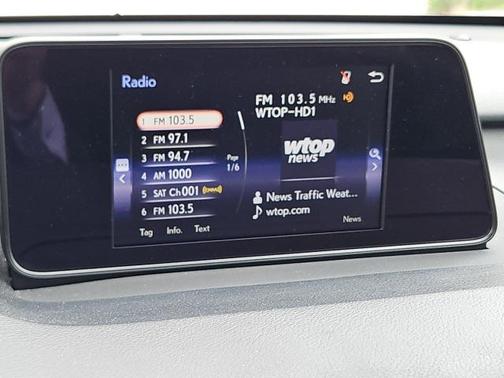 Radio
1 FM 103.5
2 FM 97.1
3 FM 94.7
4 AM 1000
5 SAT Ch 001
6 FM 103.5
Page
1/6
Tag Info. Text
FM 103.5 MHz
WTOP-HD1
wtop
news
News Traffic Weat...
wtop.com
News